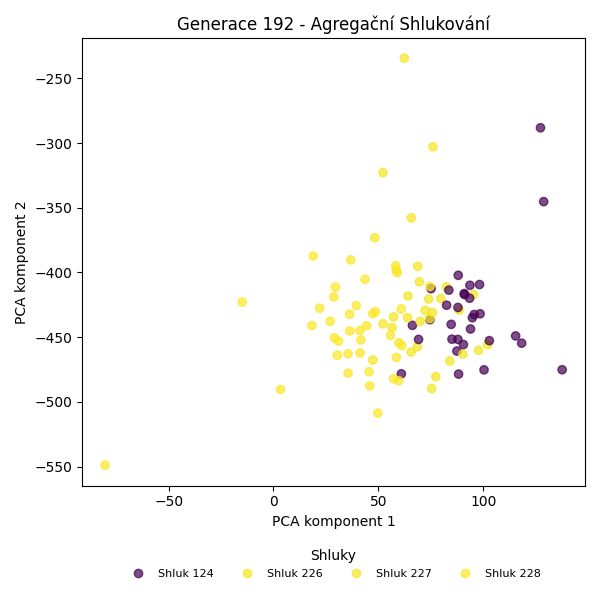 Generace 192 - Agregační Shlukování
PCA komponent 2
−250
−300
−350
−400
−450
−500
−550
−50
0
50
100
PCA komponent 1
Shluky
Shluk 124
Shluk 226
Shluk 227
Shluk 228